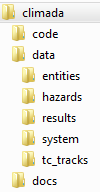 climada
code
data
entities
hazards
results
system
tc_tracks
docs